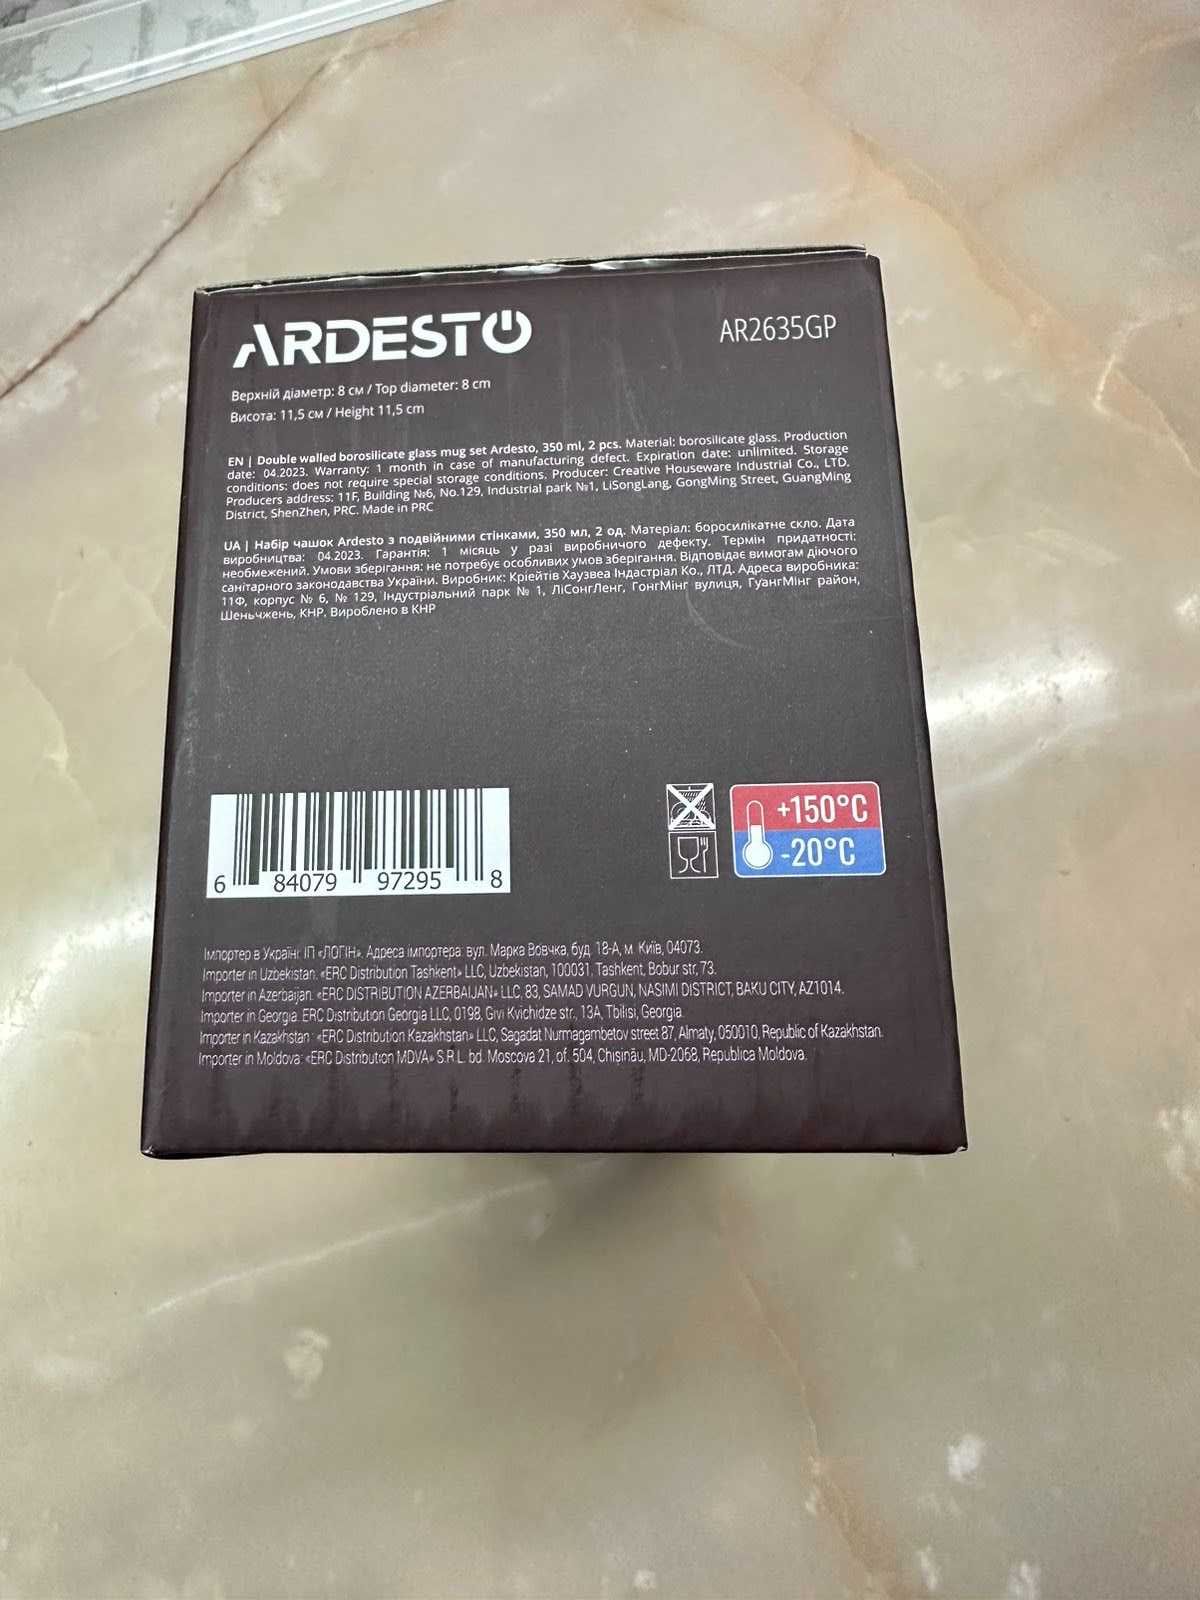 ARDESTO
AR2635GP
Верхній діаметр: 8 см / Top diameter: 8 cm
Висота: 11,5 см / Height 11,5 cm
EN | Double walled borosilicate glass mug set Ardesto, 350 ml, 2 pcs. Material: borosilicate glass. Production
date: 04.2023. Warranty: 1 month in case of manufacturing defect. Expiration date: unlimited. Storage
conditions: does not require special storage conditions. Producer: Creative Houseware Industrial Co., LTD.
Producers address: 11F, Building №6, No.129, Industrial park №1, LiSongLang, GongMing Street, GuangMing
District, ShenZhen, PRC. Made in PRC
UA | Набір чашок Ardesto з подвійними стінками, 350 мл, 2 од. Матеріал: боросилікатне скло. Дата
виробництва: 04.2023. Гарантія: 1 місяць у разі виробничого дефекту. Термін придатності:
необмежений. Умови зберігання: не потребує особливих умов зберігання. Відповідає вимогам діючого
санітарного законодавства України. Виробник: Кріейтів Хаузвеа Індастріал Ко., ЛТД. Адреса виробника:
11Ф, корпус № 6, № 129, Індустріальний парк № 1, ЛіСонгЛенг, ГонгМінг вулиця, ГуангМінг район,
Шеньчжень, КНР. Вироблено в КНР
6 84079 97295 8
+150°C
-20°C
Імпортер в Україні: ІП «ЛОГІН». Адреса імпортера: вул. Марка Вовчка, буд. 18-А, м. Київ, 04073.
Importer in Uzbekistan: «ERC Distribution Tashkent» LLC, Uzbekistan, 100031, Tashkent, Bobur str, 73.
Importer in Azerbaijan: «ERC DISTRIBUTION AZERBAIJAN» LLC, 83, SAMAD VURGUN, NASIMI DISTRICT, BAKU CITY, AZ1014.
Importer in Georgia: ERC Distribution Georgia LLC, 0198, Givi Kvichidze str., 13A, Tbilisi, Georgia.
Importer in Kazakhstan: «ERC Distribution Kazakhstan» LLC, Sagadat Nurmagambetov street 87, Almaty, 050010, Republic of Kazakhstan.
Importer in Moldova: «ERC Distribution MDVA» S.R.L. bd. Moscova 21, of. 504, Chișinău, MD-2068, Republica Moldova.